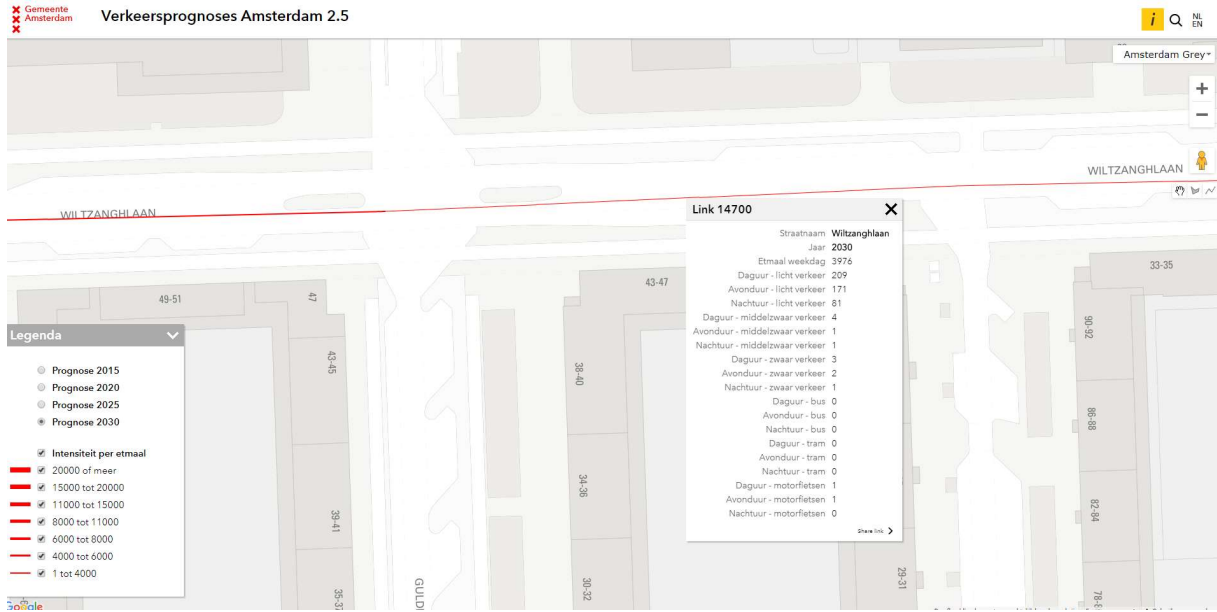 Gemeente
Amsterdam
Verkeersprognoses Amsterdam 2.5
i
NL
EN
Amsterdam Grey
+
−
WILTZANGHLAAN
WILTZANGHLAAN
Link 14700
Straatnaam Wiltzanghlaan
Jaar 2030
Etmaal weekdag 3976
Daguur - licht verkeer 209
Avonduur - licht verkeer 171
Nachtuur - licht verkeer 81
Daguur - middelzwaar verkeer 4
Avonduur - middelzwaar verkeer 1
Nachtuur - middelzwaar verkeer 1
Daguur - zwaar verkeer 3
Avonduur - zwaar verkeer 2
Nachtuur - zwaar verkeer 1
Daguur - bus 0
Avonduur - bus 0
Nachtuur - bus 0
Daguur - tram 0
Avonduur - tram 0
Nachtuur - tram 0
Daguur - motorfietsen 1
Avonduur - motorfietsen 1
Nachtuur - motorfietsen 0
Share link
49-51
47
43-47
33-35
43-45
38-40
90-92
86-88
39-41
34-36
82-84
35-37
30-32
29-31
GULD
Legenda
Prognose 2015
Prognose 2020
Prognose 2025
Prognose 2030
Intensiteit per etmaal
20000 of meer
15000 tot 20000
11000 tot 15000
8000 tot 11000
6000 tot 8000
4000 tot 6000
1 tot 4000
Google